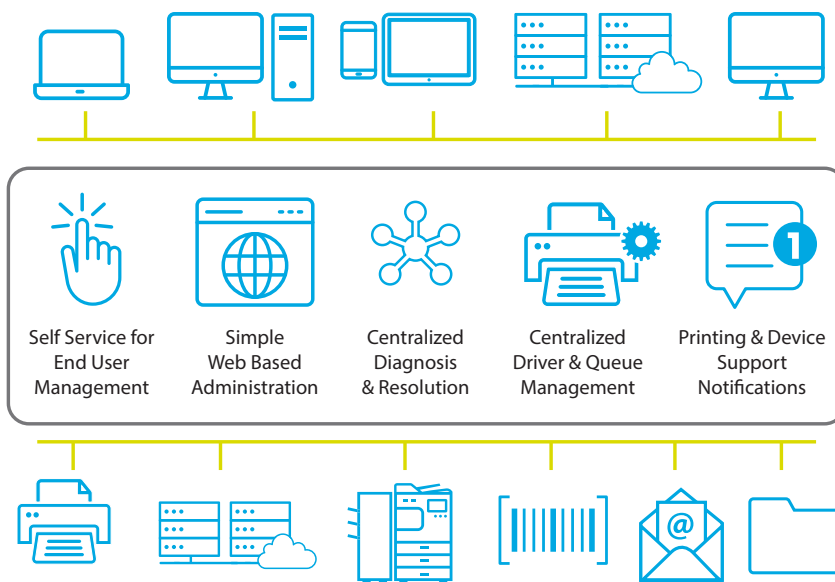 1
Self Service for
End User
Management
Simple
Web Based
Administration
Centralized
Diagnosis
& Resolution
Centralized
Driver & Queue
Management
Printing & Device
Support
Notifications
@